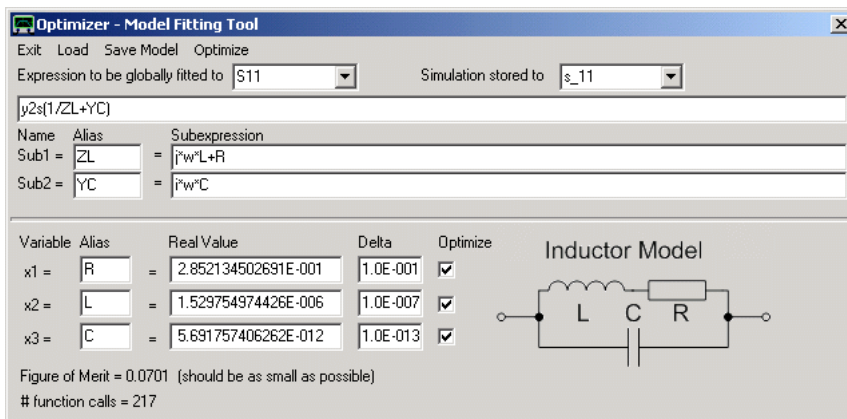 Optimizer - Model Fitting Tool
Exit Load Save Model Optimize
Expression to be globally fitted to S11 Simulation stored to s_11
y2s(1/ZL+YC)
Name Alias Subexpression
Sub1 = ZL = j*w*L+R
Sub2 = YC = i*w*C
Variable Alias Real Value Delta Optimize
x1 = R = 2.852134502691E-001 1.0E-001
x2 = L = 1.529754974426E-006 1.0E-007
x3 = C = 5.691757406262E-012 1.0E-013
Inductor Model
L C R
Figure of Merit = 0.0701 (should be as small as possible)
# function calls = 217